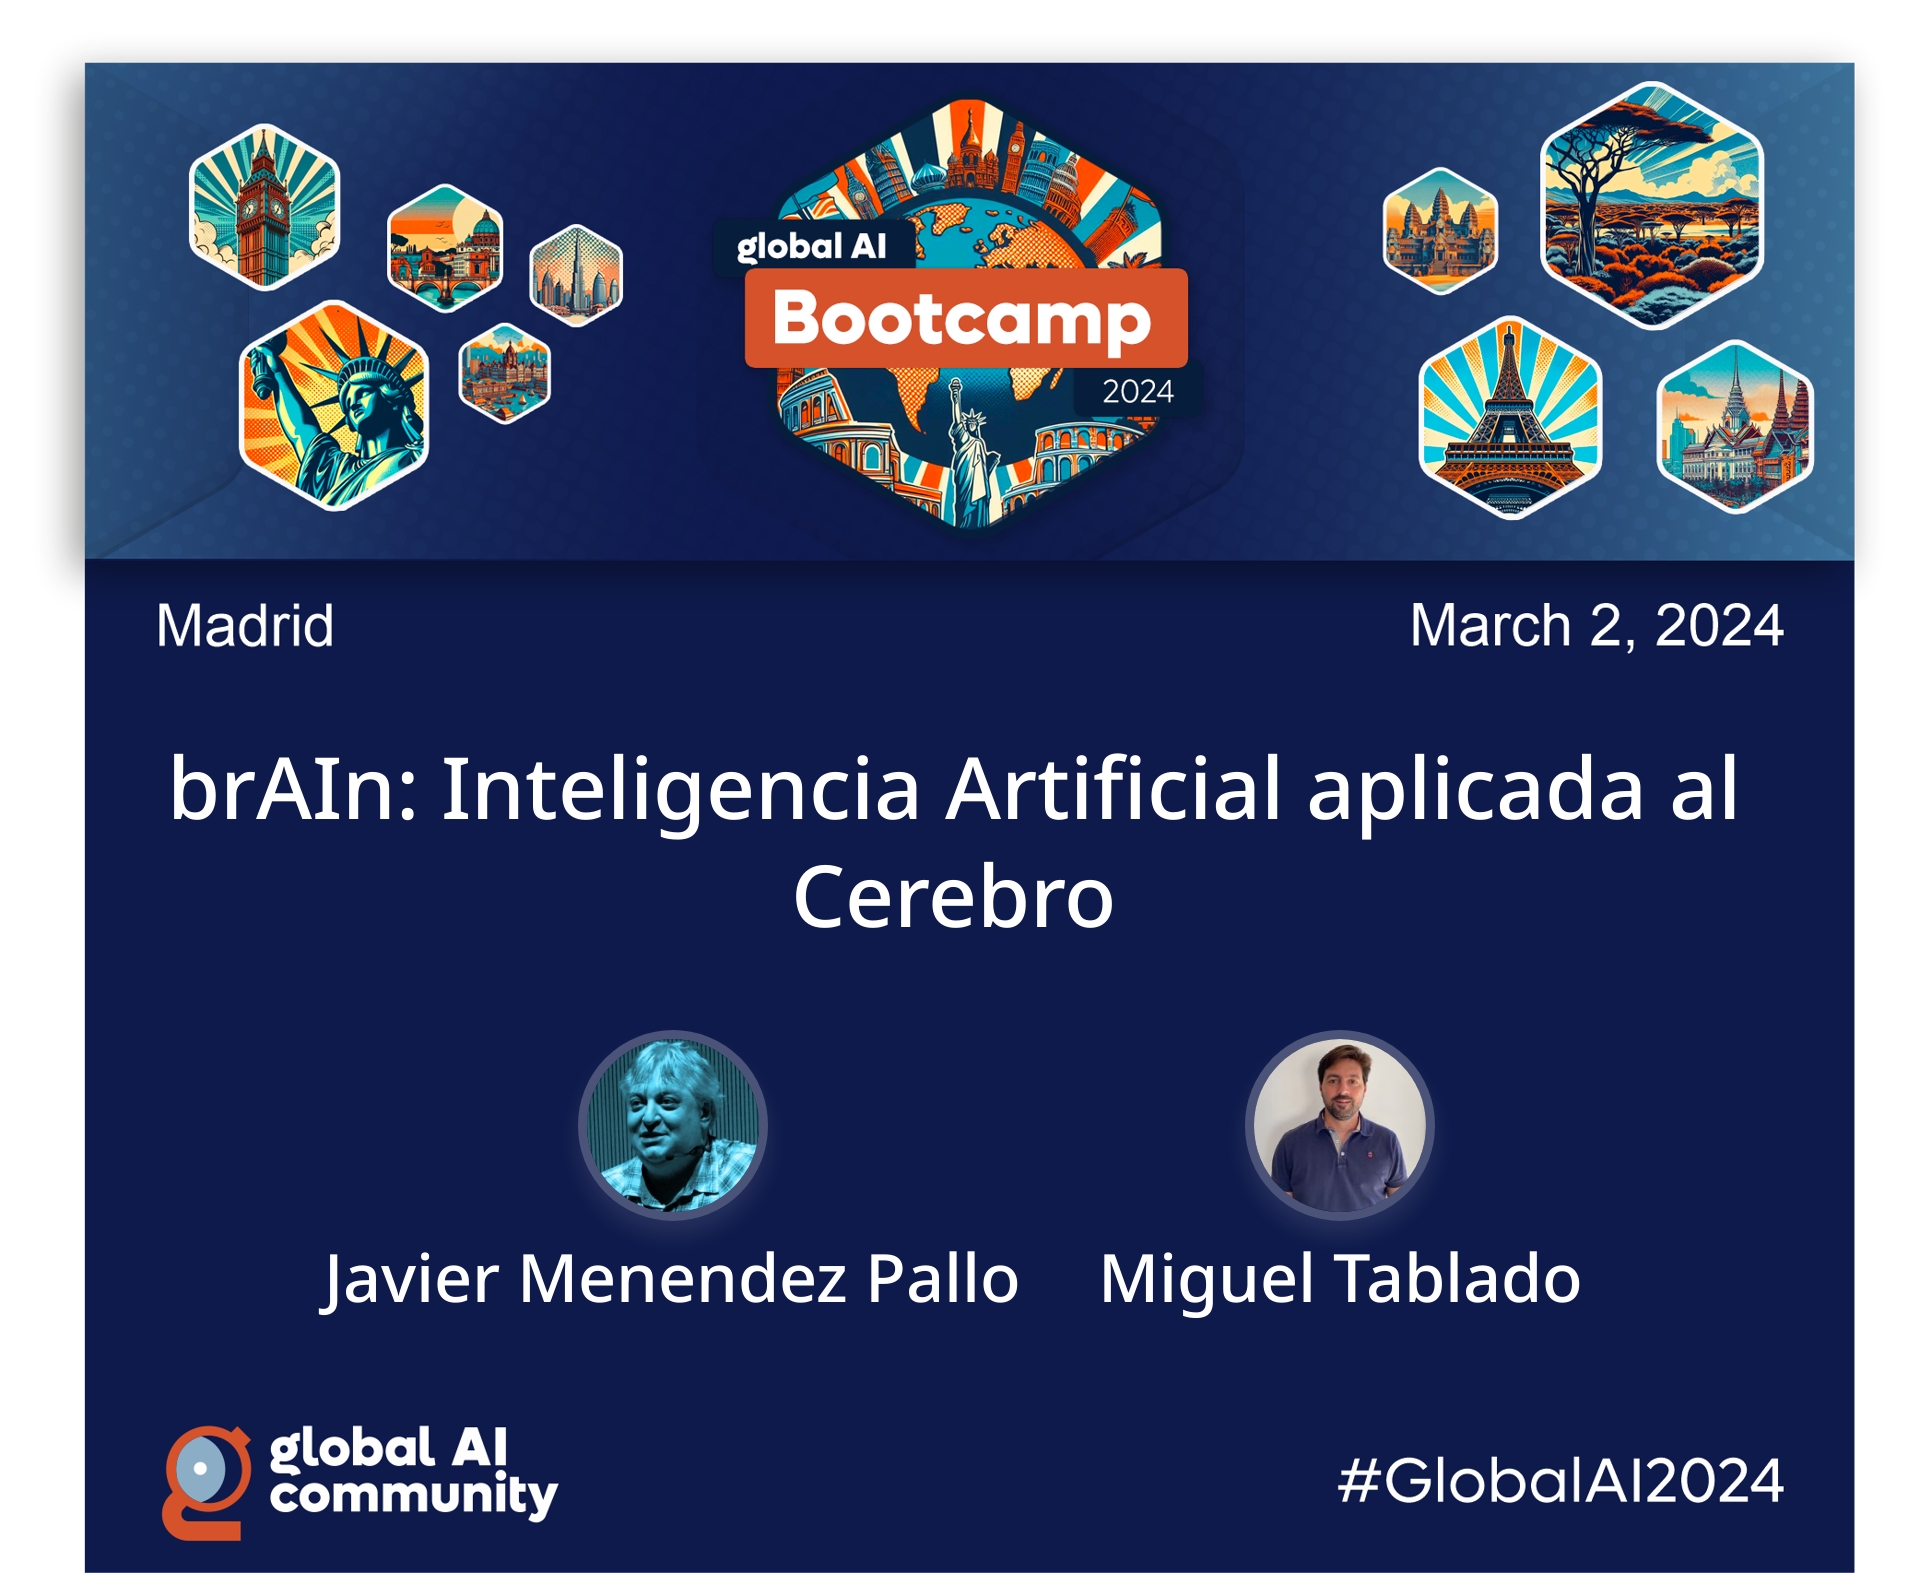 global AI
Bootcamp
2024
Madrid
March 2, 2024
brAIn: Inteligencia Artificial aplicada al
Cerebro
Javier Menendez Pallo
Miguel Tablado
global AI
community
#GlobalAI2024